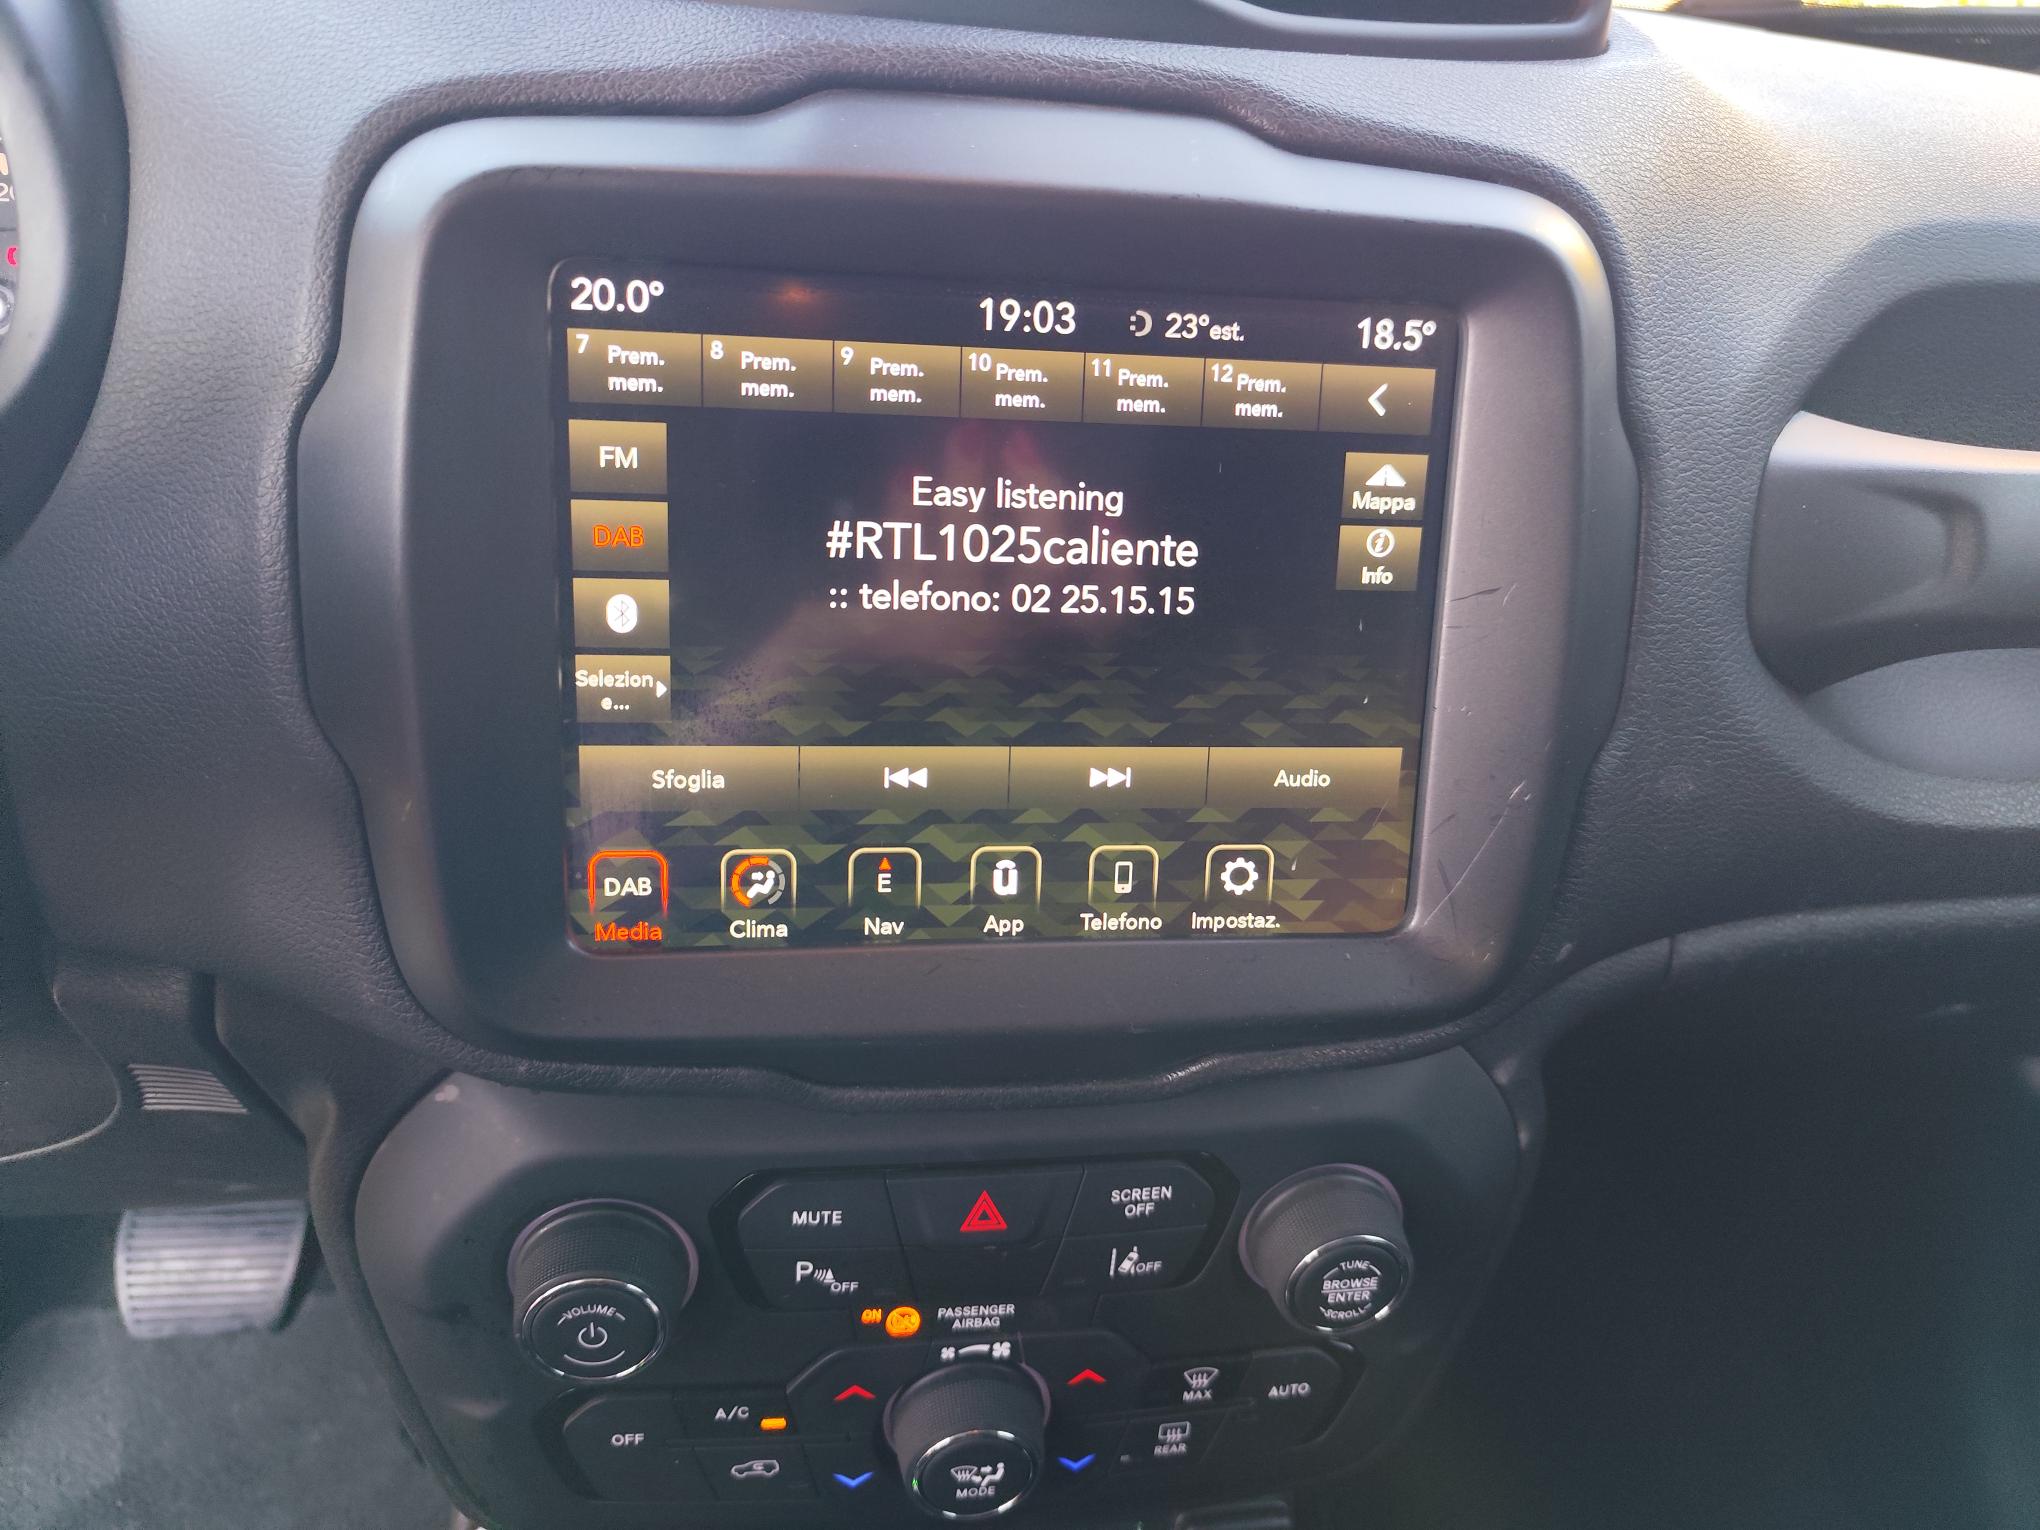 20.0°
19:03
23°est.
18.5°
7 Prem. mem.
8 Prem. mem.
9 Prem. mem.
10 Prem. mem.
11 Prem. mem.
12 Prem. mem.
FM
DAB
Selezion
e...
Easy listening
#RTL1025caliente
:: telefono: 02 25.15.15
Mappa
Info
Sfoglia
Audio
DAB
Media
Clima
E
Nav
App
Telefono
Impostaz.
MUTE
SCREEN
OFF
P OFF
OFF
VOLUME
TUNE
BROWSE
ENTER
SCROLL
ON
PASSENGER
AIRBAG
OFF
A/C
MAX
AUTO
REAR
MODE